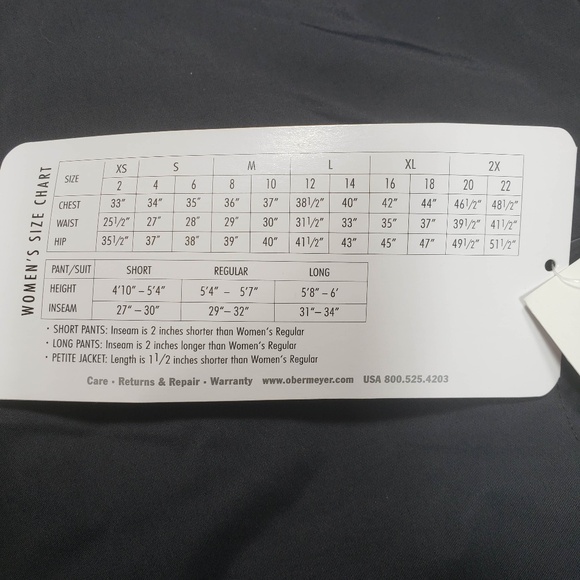 WOMEN'S SIZE CHART
SIZE XS S M L XL 2X
2 4 6 8 10 12 14 16 18 20 22
CHEST 33" 34" 35" 36" 37" 381/2" 40" 42" 44" 461/2" 481/2"
WAIST 251/2" 27" 28" 29" 30" 311/2" 33" 35" 37" 391/2" 411/2"
HIP 351/2" 37" 38" 39" 40" 411/2" 43" 45" 47" 491/2" 511/2"
PANT/SUIT SHORT REGULAR LONG
HEIGHT 4'10" – 5'4" 5'4" – 5'7" 5'8" – 6'
INSEAM 27" – 30" 29" – 32" 31" – 34"
• SHORT PANTS: Inseam is 2 inches shorter than Women's Regular
• LONG PANTS: Inseam is 2 inches longer than Women's Regular
• PETITE JACKET: Length is 11/2 inches shorter than Women's Regular
Care • Returns & Repair • Warranty www.obermeyer.com USA 800.525.4203